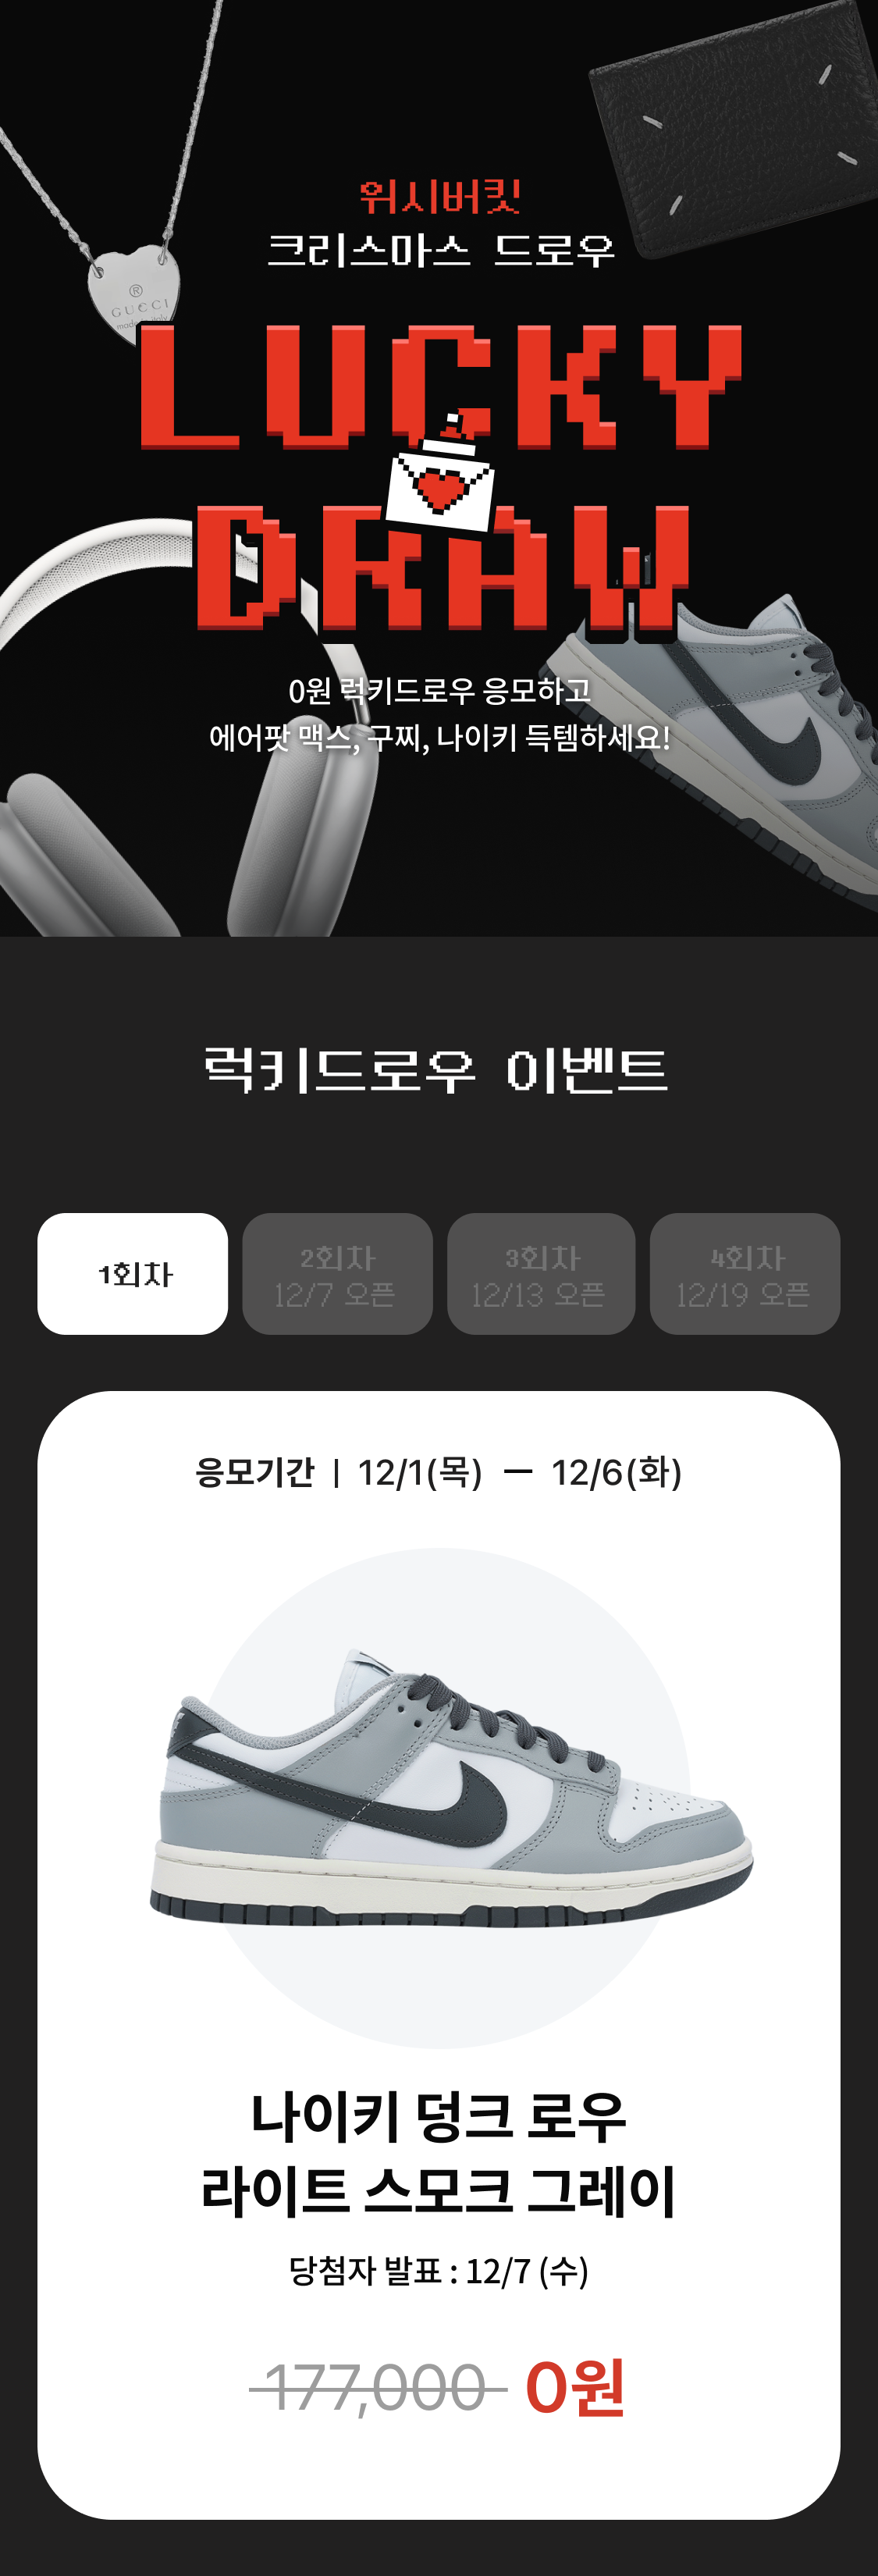 위시버킷
크리스마스 드로우
®
GUCCI
made in italy
LUCKY
DRAW
0원 럭키드로우 응모하고
에어팟 맥스, 구찌, 나이키 득템하세요!
럭키드로우 이벤트
1회차
2회차
12/7 오픈
3회차
12/13 오픈
4회차
12/19 오픈
응모기간 | 12/1(목) ㅡ 12/6(화)
나이키 덩크 로우
라이트 스모크 그레이
당첨자 발표 : 12/7 (수)
177,000 0원